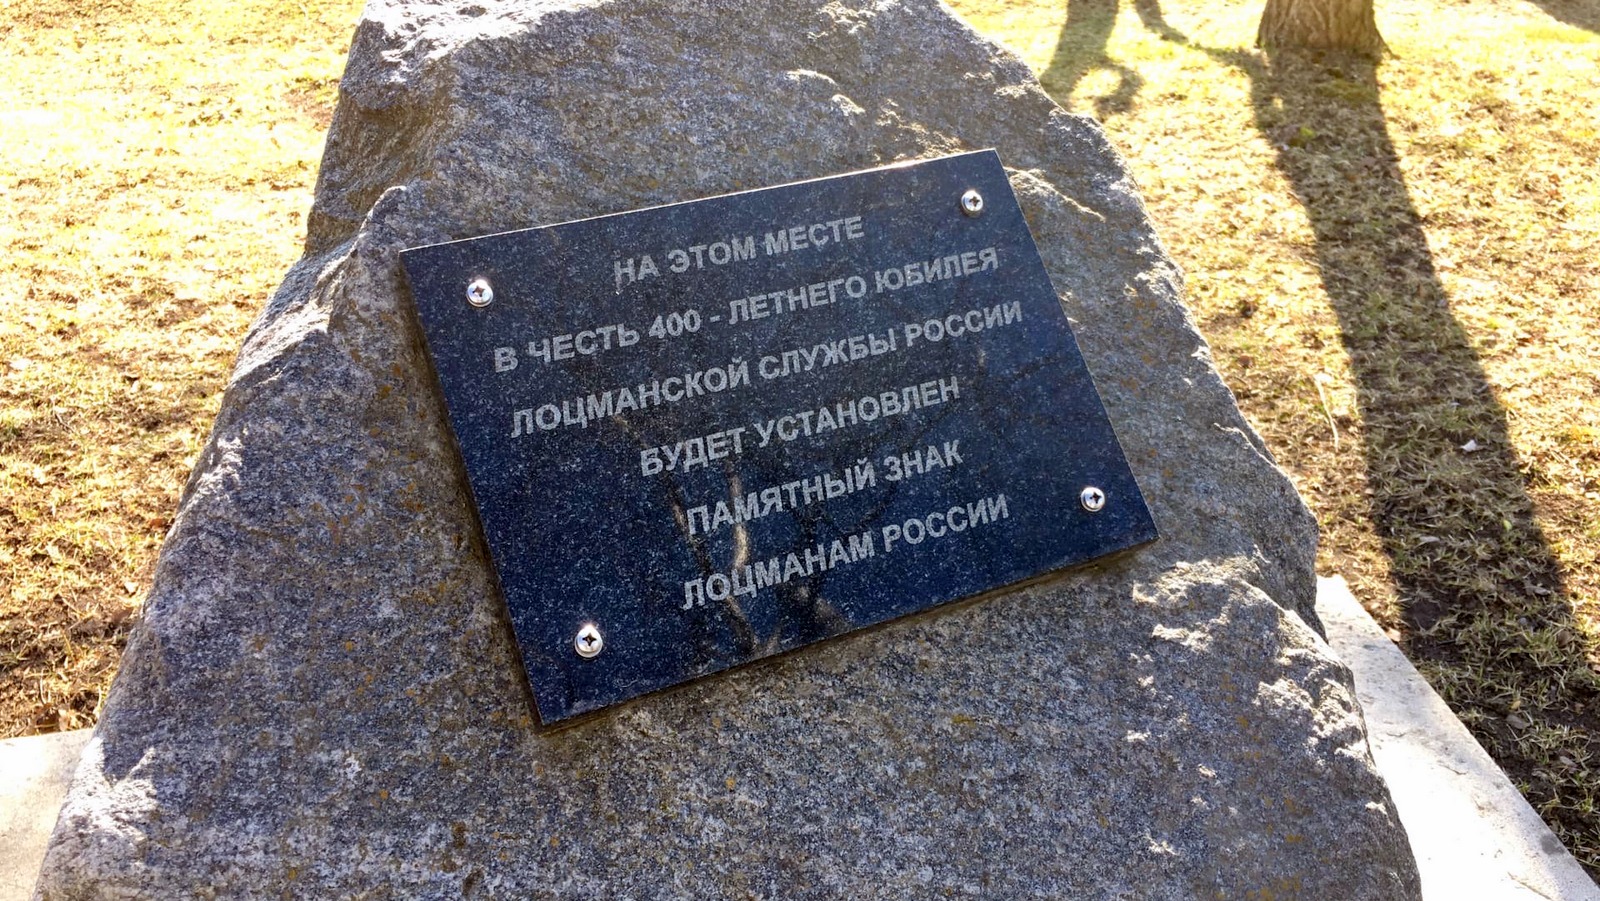 НА ЭТОМ МЕСТЕ
В ЧЕСТЬ 400 - ЛЕТНЕГО ЮБИЛЕЯ
ЛОЦМАНСКОЙ СЛУЖБЫ РОССИИ
БУДЕТ УСТАНОВЛЕН
ПАМЯТНЫЙ ЗНАК
ЛОЦМАНАМ РОССИИ